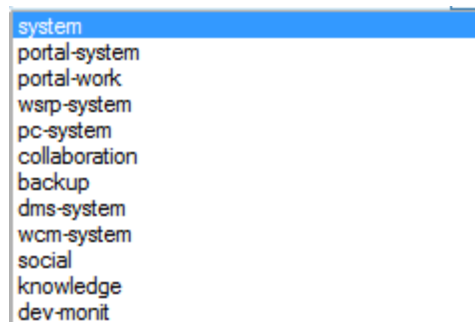 system
portal-system
portal-work
wsrp-system
pc-system
collaboration
backup
dms-system
wcm-system
social
knowledge
dev-monit